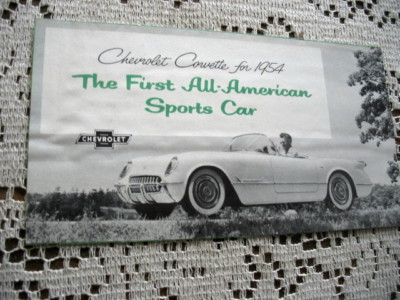 Chevrolet Corvette for 1954
The First All-American
Sports Car
CHEVROLET